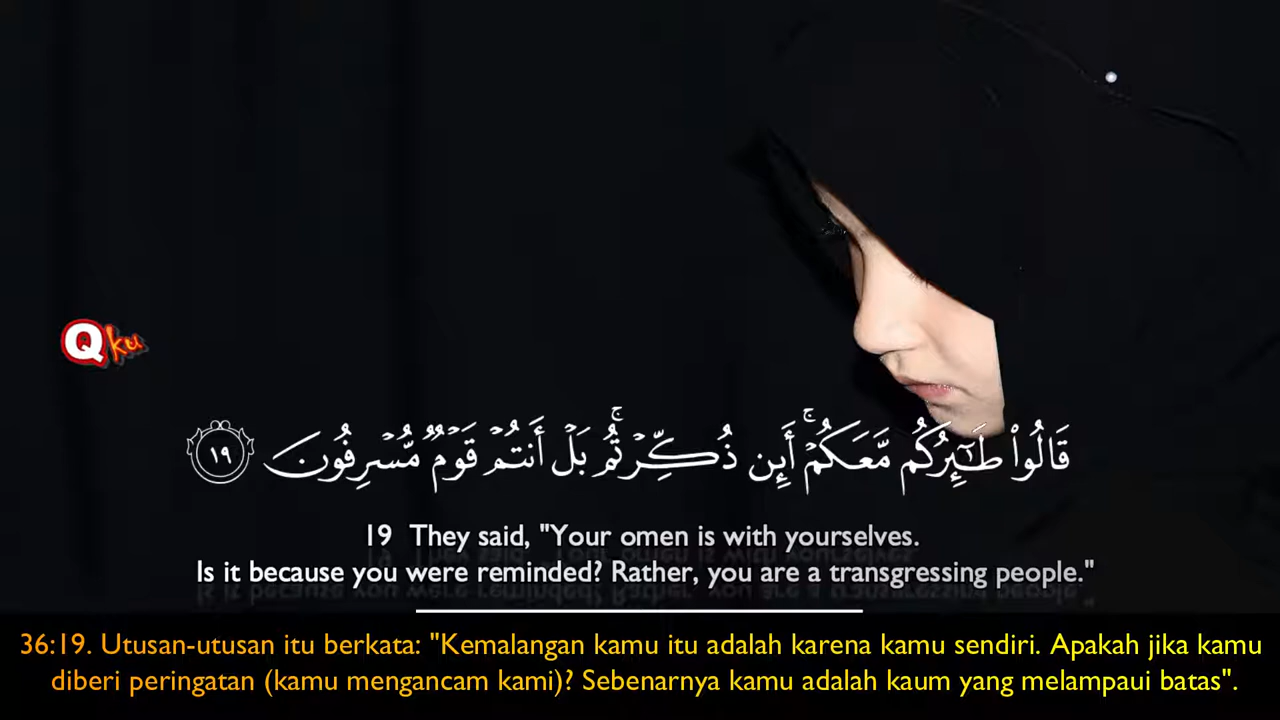 Qku
قَالُوا۟ طَـٰٓئِرُكُم مَّعَكُمْ ۚ أَئِن ذُكِّرْتُم ۚ بَلْ أَنتُمْ قَوْمٌۭ مُّسْرِفُونَ ١٩
19 They said, "Your omen is with yourselves.
Is it because you were reminded? Rather, you are a transgressing people."
36:19. Utusan-utusan itu berkata: "Kemalangan kamu itu adalah karena kamu sendiri. Apakah jika kamu
diberi peringatan (kamu mengancam kami)? Sebenarnya kamu adalah kaum yang melampaui batas".